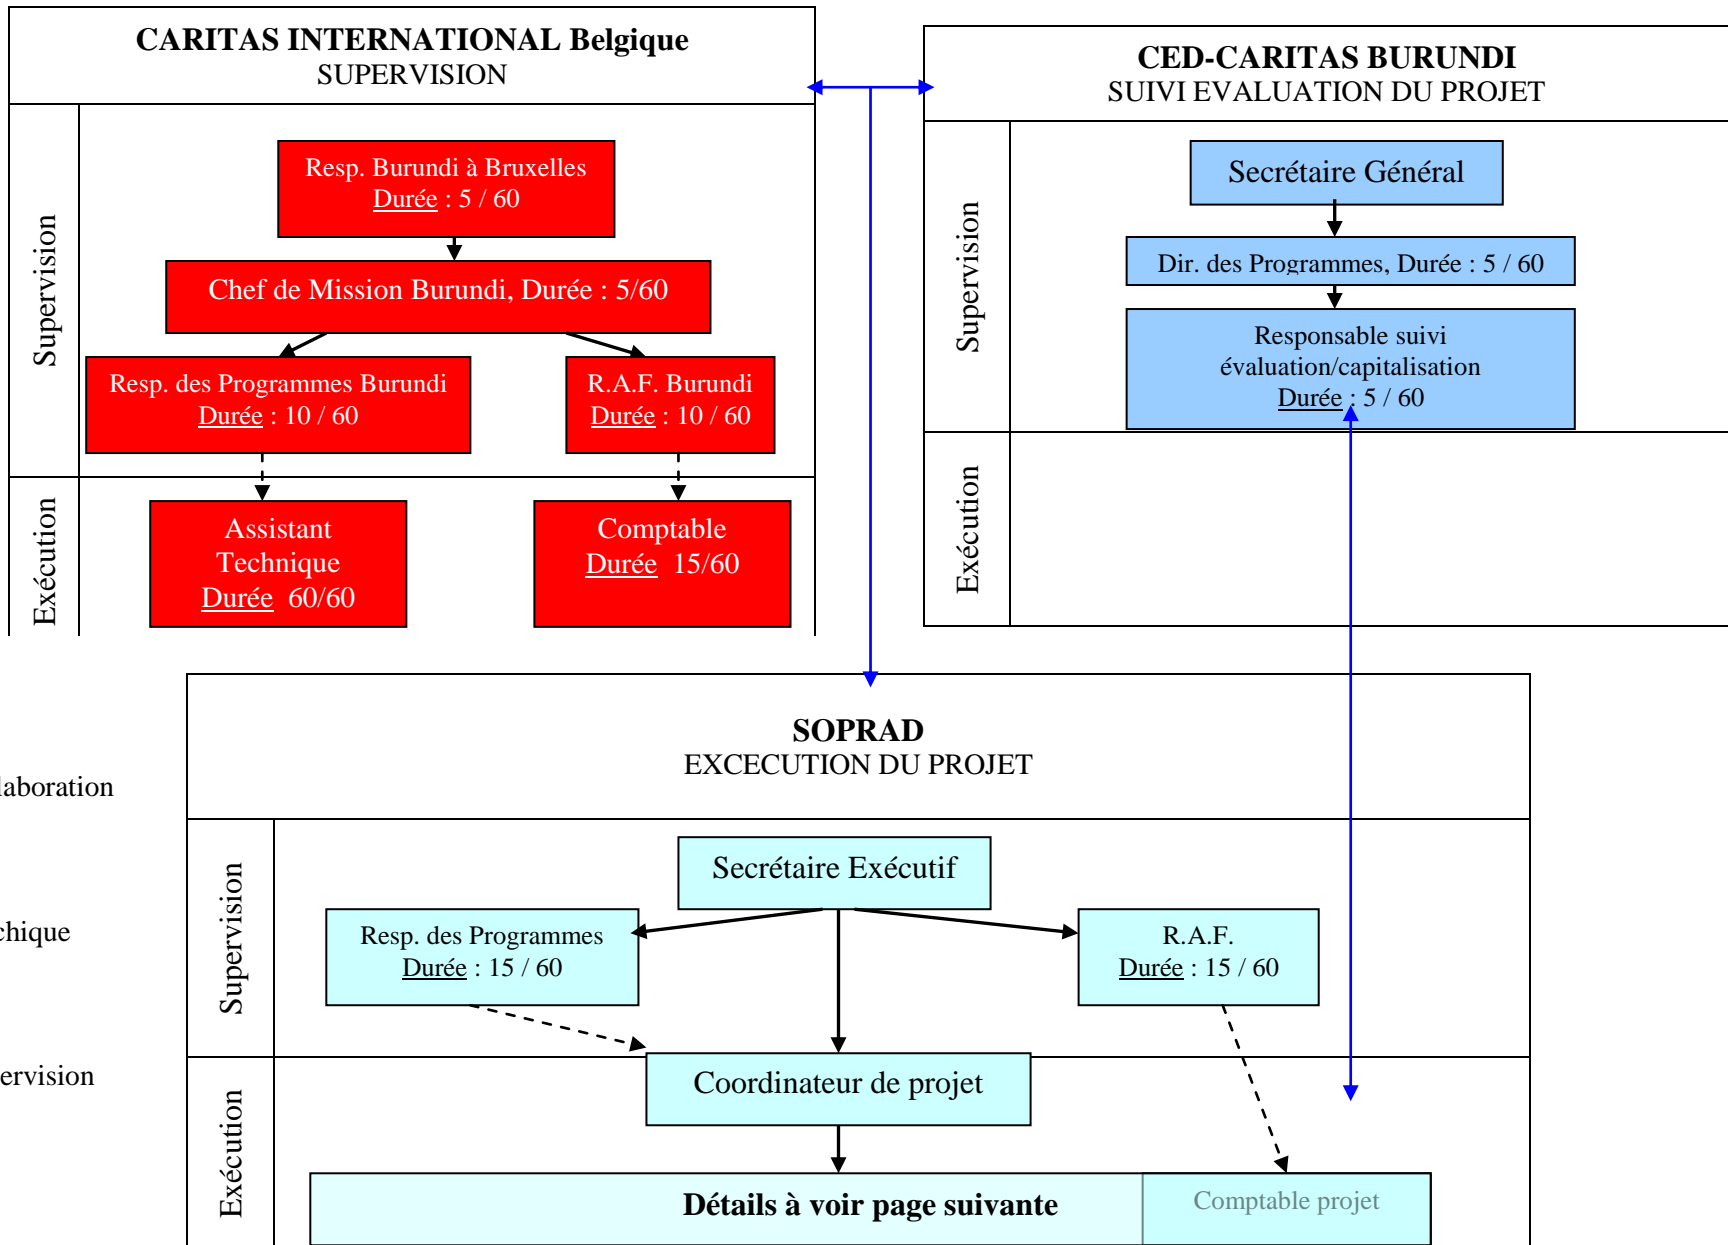 CARITAS INTERNATIONAL Belgique
SUPERVISION
Supervision
Resp. Burundi à Bruxelles
Durée : 5 / 60
Chef de Mission Burundi, Durée : 5/60
Resp. des Programmes Burundi
Durée : 10 / 60
R.A.F. Burundi
Durée : 10 / 60
Exécution
Assistant
Technique
Durée 60/60
Comptable
Durée 15/60
CED-CARITAS BURUNDI
SUIVI EVALUATION DU PROJET
Supervision
Secrétaire Général
Dir. des Programmes, Durée : 5 / 60
Responsable suivi
évaluation/capitalisation
Durée : 5 / 60
Exécution
laboration
chique
ervision
SOPRAD
EXCECUTION DU PROJET
Supervision
Secrétaire Exécutif
Resp. des Programmes
Durée : 15 / 60
R.A.F.
Durée : 15 / 60
Exécution
Coordinateur de projet
Détails à voir page suivante
Comptable projet